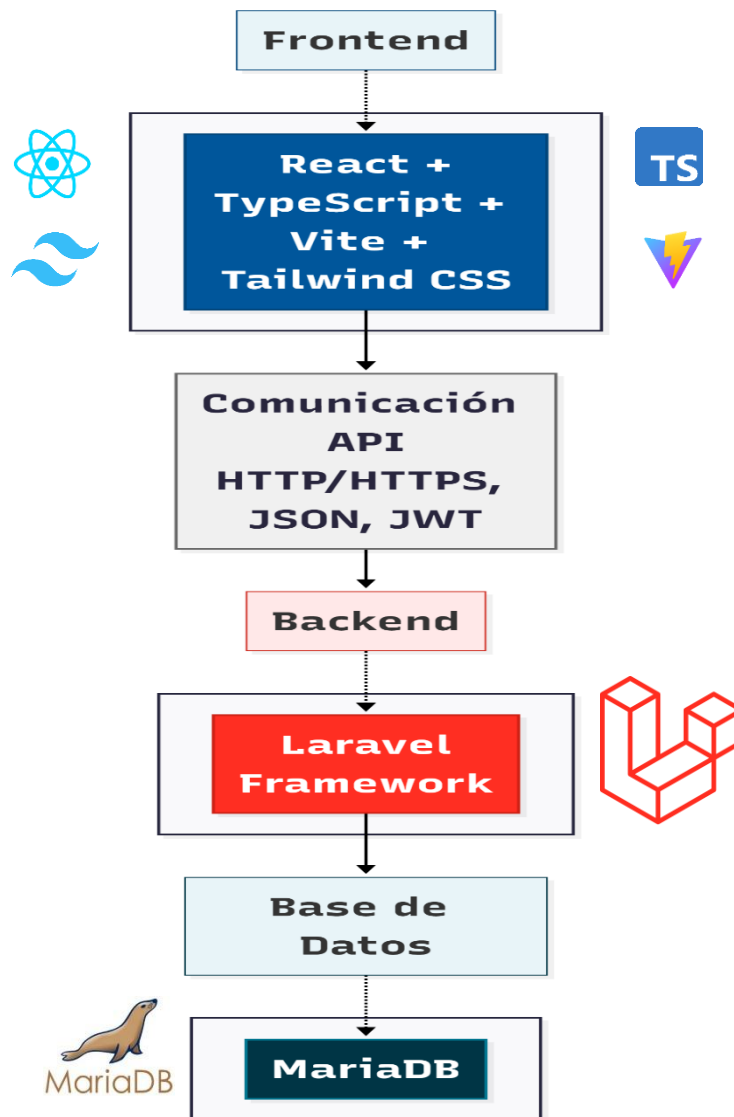 Frontend
React +
TS
TypeScript +
Vite +
Tailwind CSS
Comunicación
API
HTTP/HTTPS,
JSON, JWT
Backend
Laravel
Framework
Base de
Datos
MariaDB
MariaDB